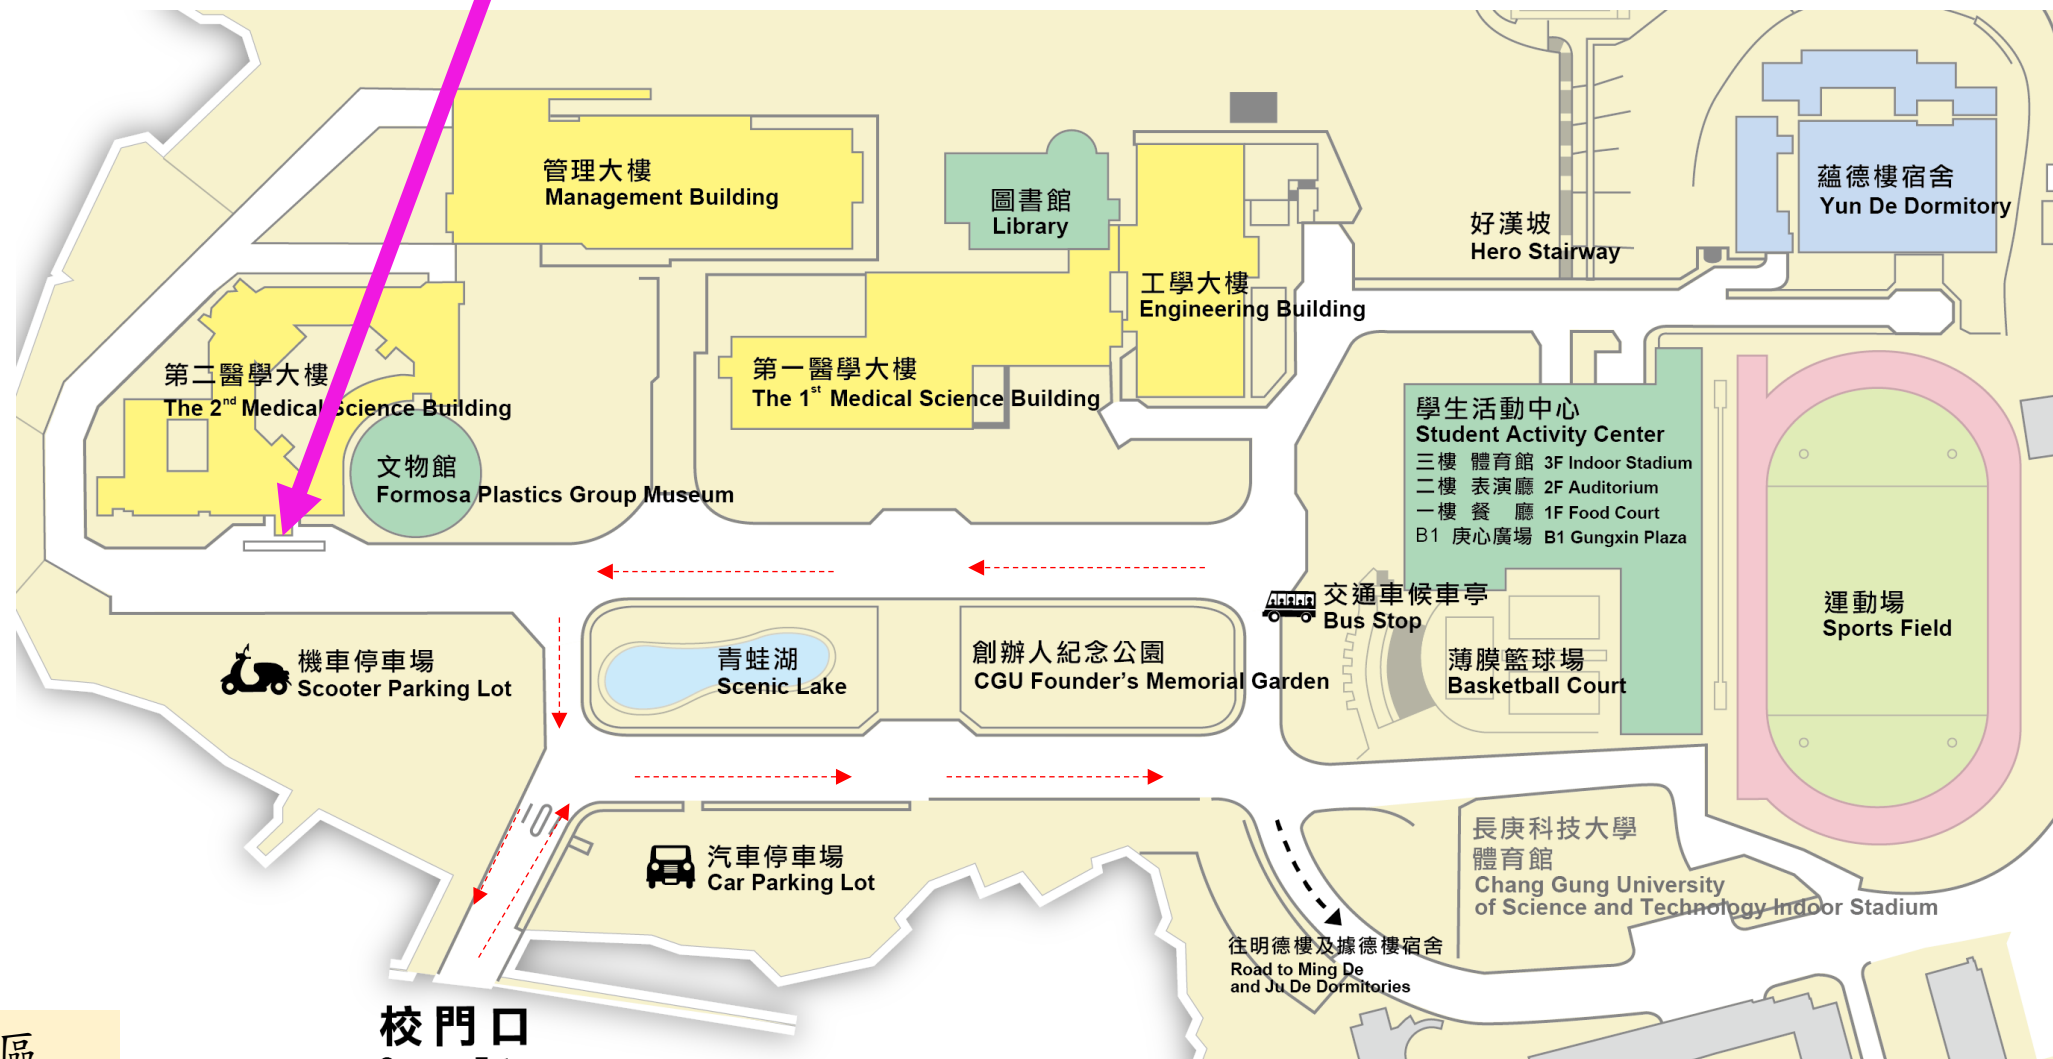 管理大樓
Management Building
圖書館
Library
好漢坡
Hero Stairway
蘊德樓宿舍
Yun De Dormitory
工學大樓
Engineering Building
第二醫學大樓
The 2nd Medical Science Building
第一醫學大樓
The 1st Medical Science Building
文物館
Formosa Plastics Group Museum
學生活動中心
Student Activity Center
三樓 體育館 3F Indoor Stadium
二樓 表演廳 2F Auditorium
一樓 餐 廳 1F Food Court
B1 庚心廣場 B1 Gungxin Plaza
交通車候車亭
Bus Stop
運動場
Sports Field
機車停車場
Scooter Parking Lot
青蛙湖
Scenic Lake
創辦人紀念公園
CGU Founder's Memorial Garden
薄膜籃球場
Basketball Court
汽車停車場
Car Parking Lot
長庚科技大學
體育館
Chang Gung University
of Science and Technology Indoor Stadium
往明德樓及據德樓宿舍
Road to Ming De
and Ju De Dormitories
校門口
區